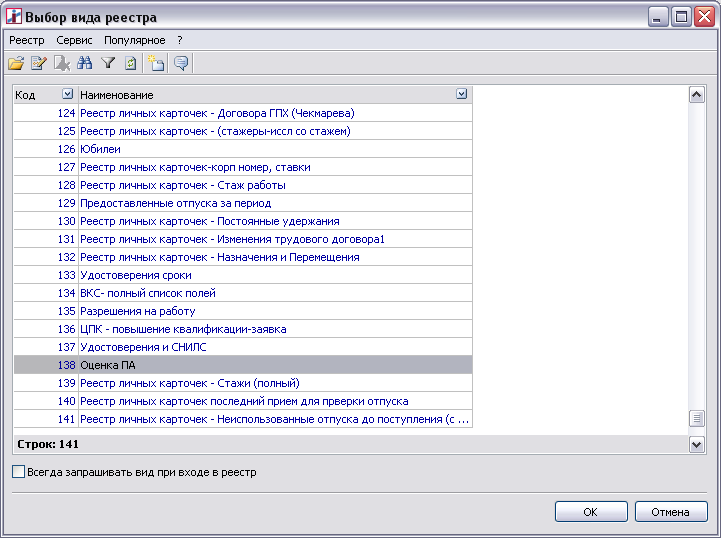 Выбор вида реестра
Реестр Сервис Популярное ?
Код Наименование
124 Реестр личных карточек - Договора ГПХ (Чекмарева)
125 Реестр личных карточек - (стажеры-иссл со стажем)
126 Юбилеи
127 Реестр личных карточек-корп номер, ставки
128 Реестр личных карточек - Стаж работы
129 Предоставленные отпуска за период
130 Реестр личных карточек - Постоянные удержания
131 Реестр личных карточек - Изменения трудового договора1
132 Реестр личных карточек - Назначения и Перемещения
133 Удостоверения сроки
134 ВКС- полный список полей
135 Разрешения на работу
136 ЦПК - повышение квалификации-заявка
137 Удостоверения и СНИЛС
138 Оценка ПА
139 Реестр личных карточек - Стажи (полный)
140 Реестр личных карточек последний прием для прверки отпуска
141 Реестр личных карточек - Неиспользованные отпуска до поступления (с ...
Строк: 141
Всегда запрашивать вид при входе в реестр
ОК Отмена